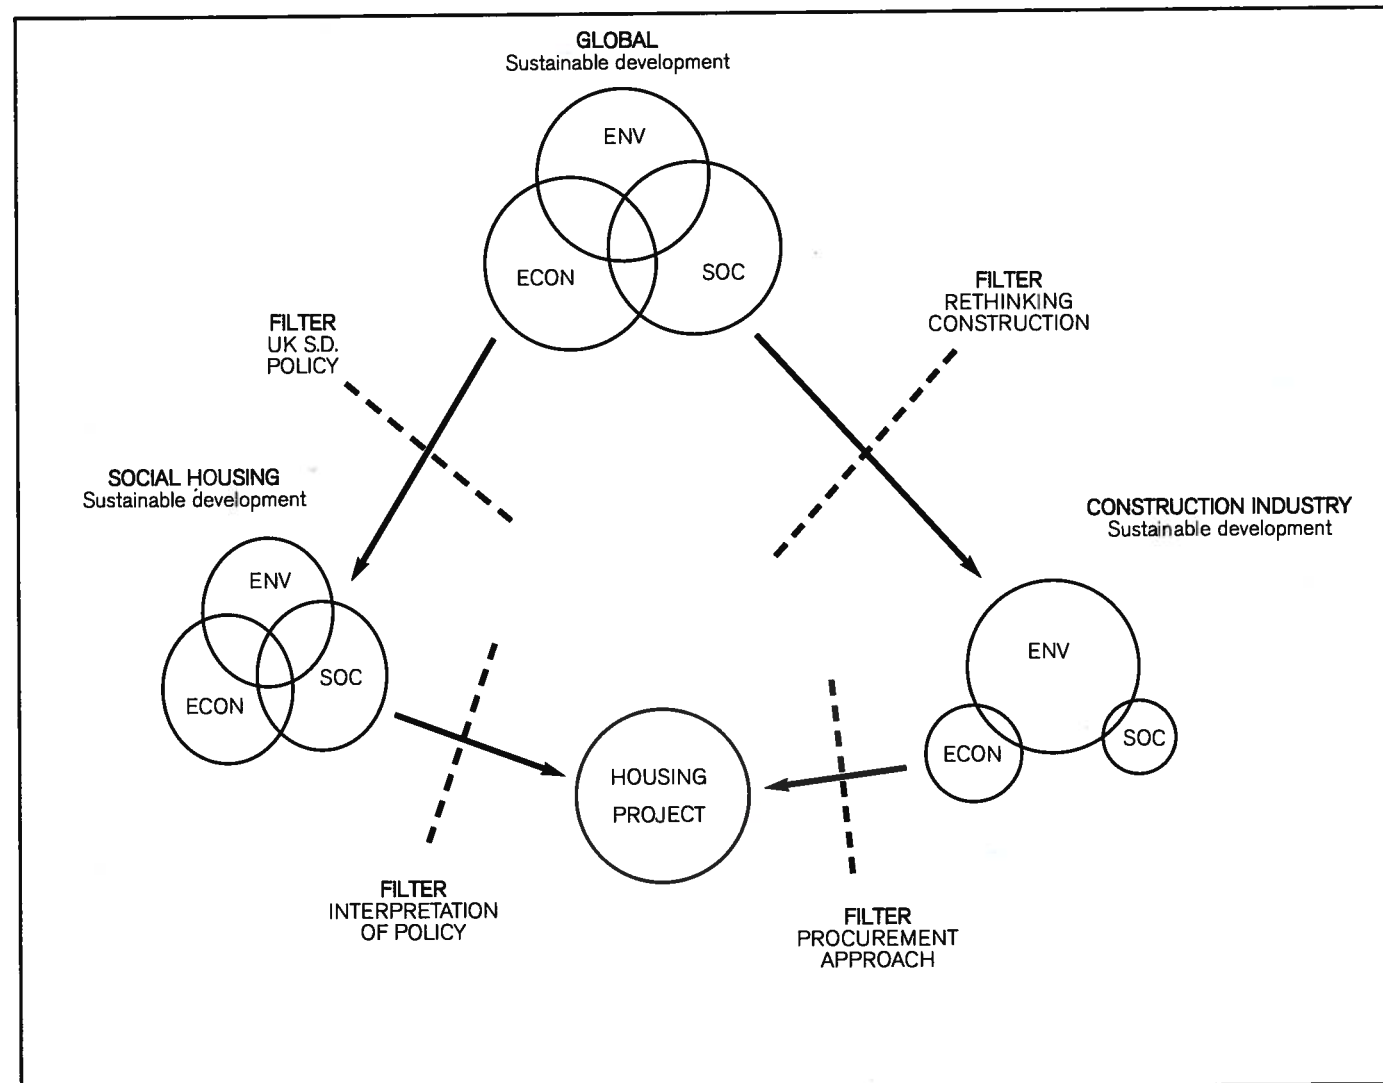 GLOBAL
Sustainable development
ENV
ECON
SOC
FILTER
RETHINKING
CONSTRUCTION
FILTER
UK S.D.
POLICY
SOCIAL HOUSING
Sustainable development
CONSTRUCTION INDUSTRY
Sustainable development
ENV
ECON
SOC
ENV
ECON
SOC
HOUSING
PROJECT
FILTER
INTERPRETATION
OF POLICY
FILTER
PROCUREMENT
APPROACH